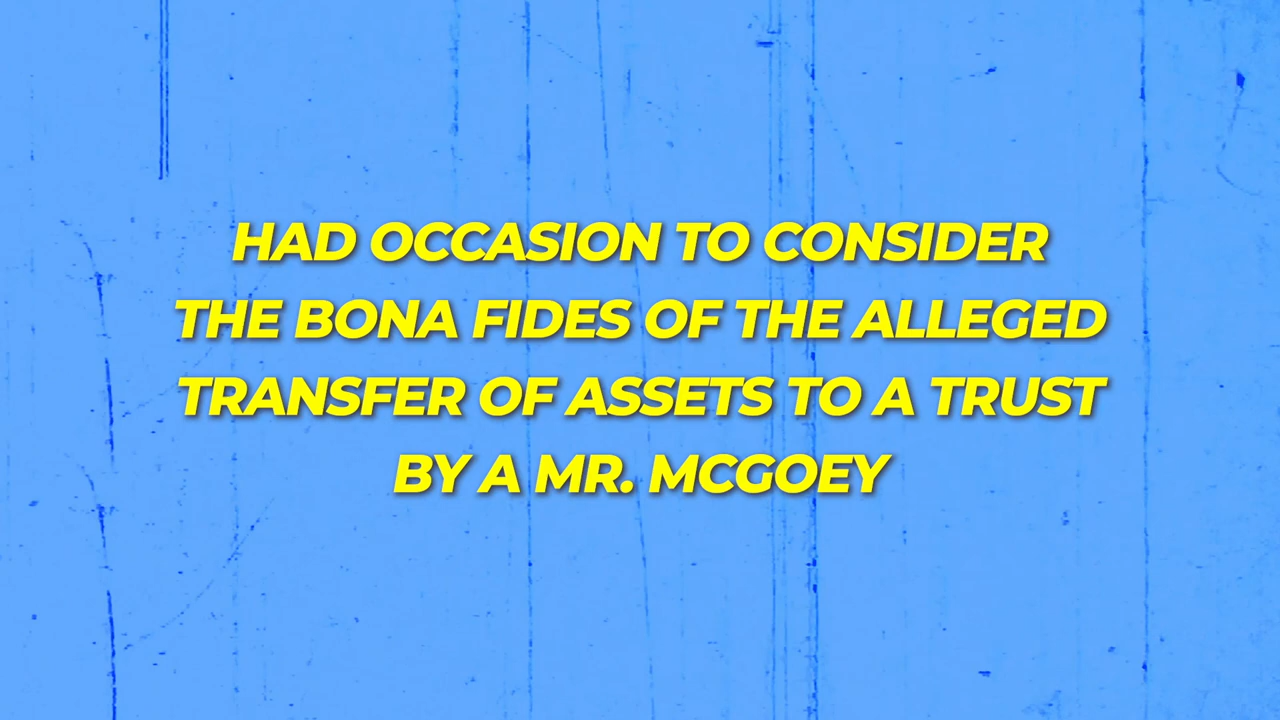 HAD OCCASION TO CONSIDER
THE BONA FIDES OF THE ALLEGED
TRANSFER OF ASSETS TO A TRUST
BY A MR. MCGOEY